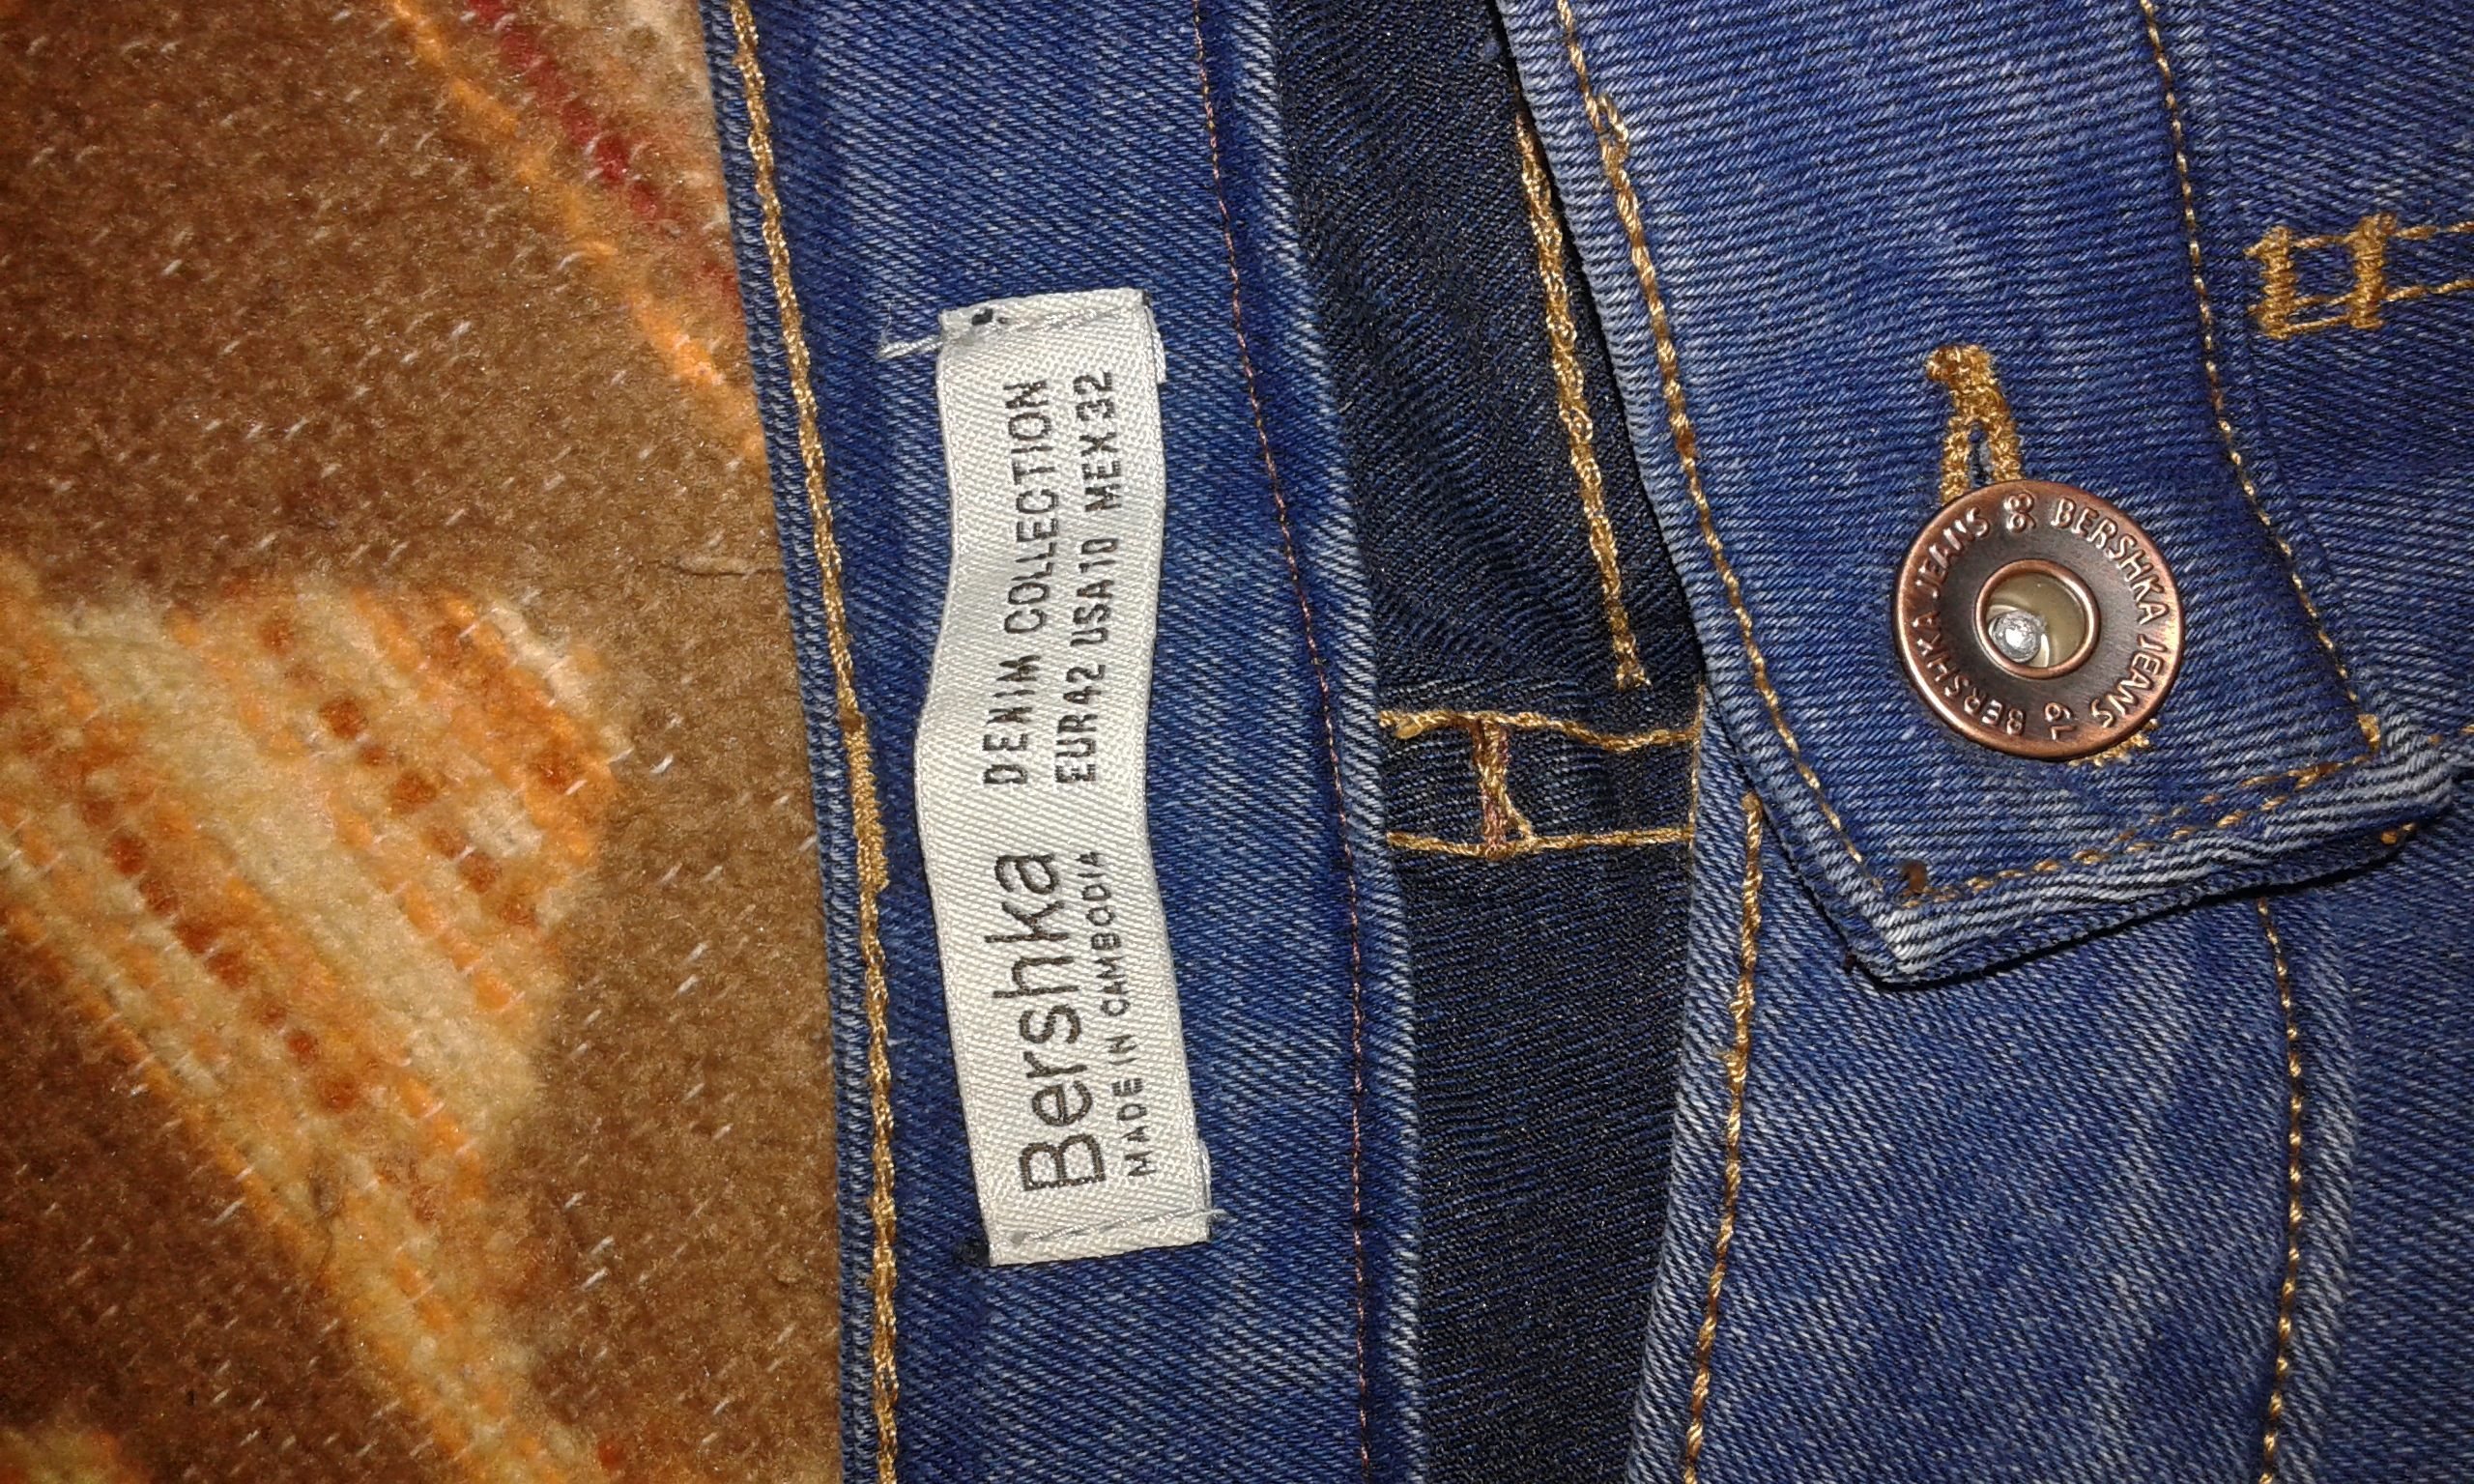 Bershka DENIM COLLECTION
MADE IN CAMBODIA EUR 42 USA 10 MEX 32
BERSHKA JEANS
BERSHKA JEANS